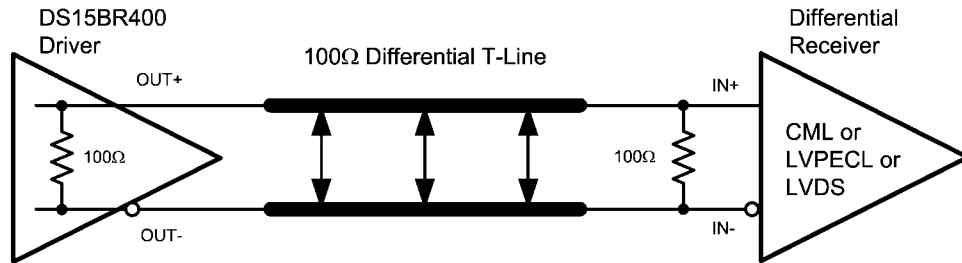 DS15BR400
Driver
OUT+
100Ω
OUT-
100Ω Differential T-Line
Differential
Receiver
IN+
100Ω
IN-
CML or
LVPECL or
LVDS